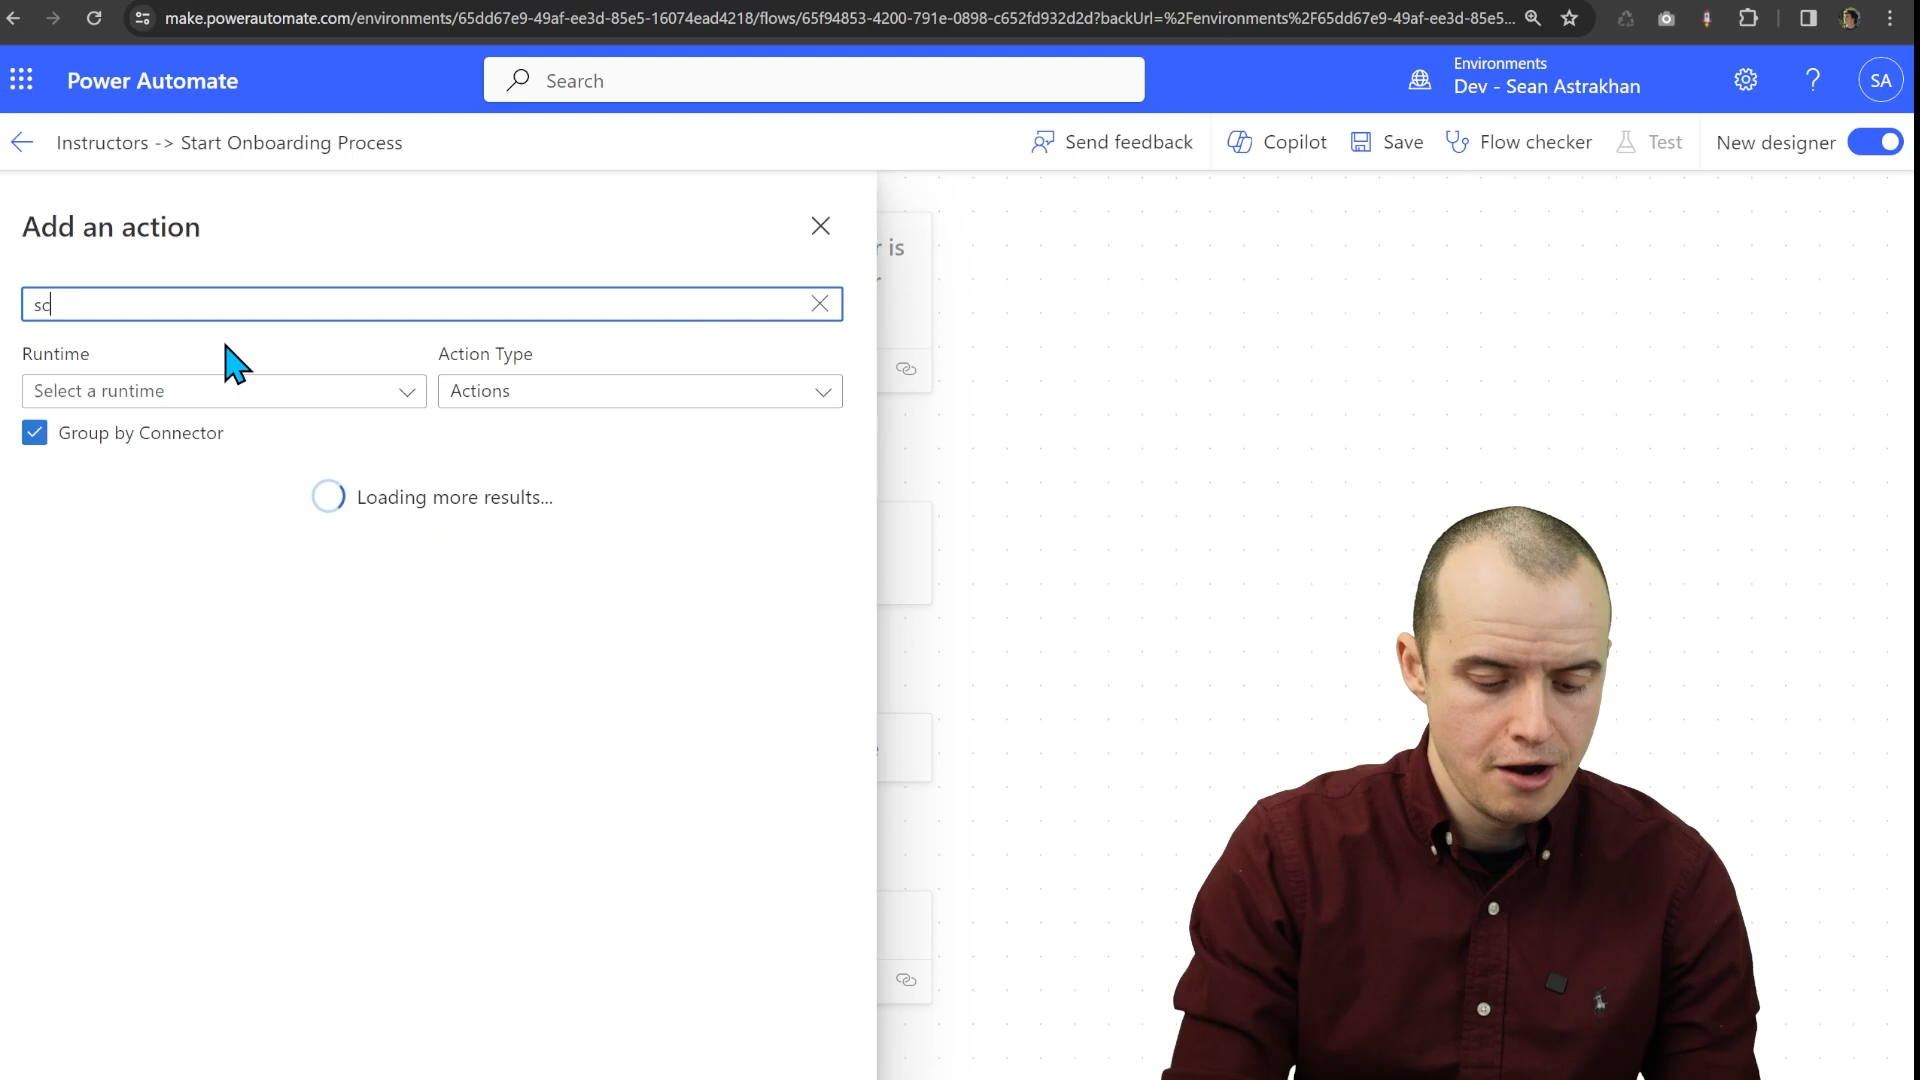 make.powerautomate.com/environments/65dd67e9-49af-ee3d-85e5-16074ead4218/flows/65f94853-4200-791e-0898-c652fd932d2d?backUrl=%2Fenvironments%2F65dd67e9-49af-ee3d-85e5...
Power Automate
Search
Environments
Dev - Sean Astrakhan
?
SA
Instructors -> Start Onboarding Process
Send feedback
Copilot
Save
Flow checker
Test
New designer
Add an action
r is
sc
Runtime
Action Type
Select a runtime
Actions
Group by Connector
Loading more results...